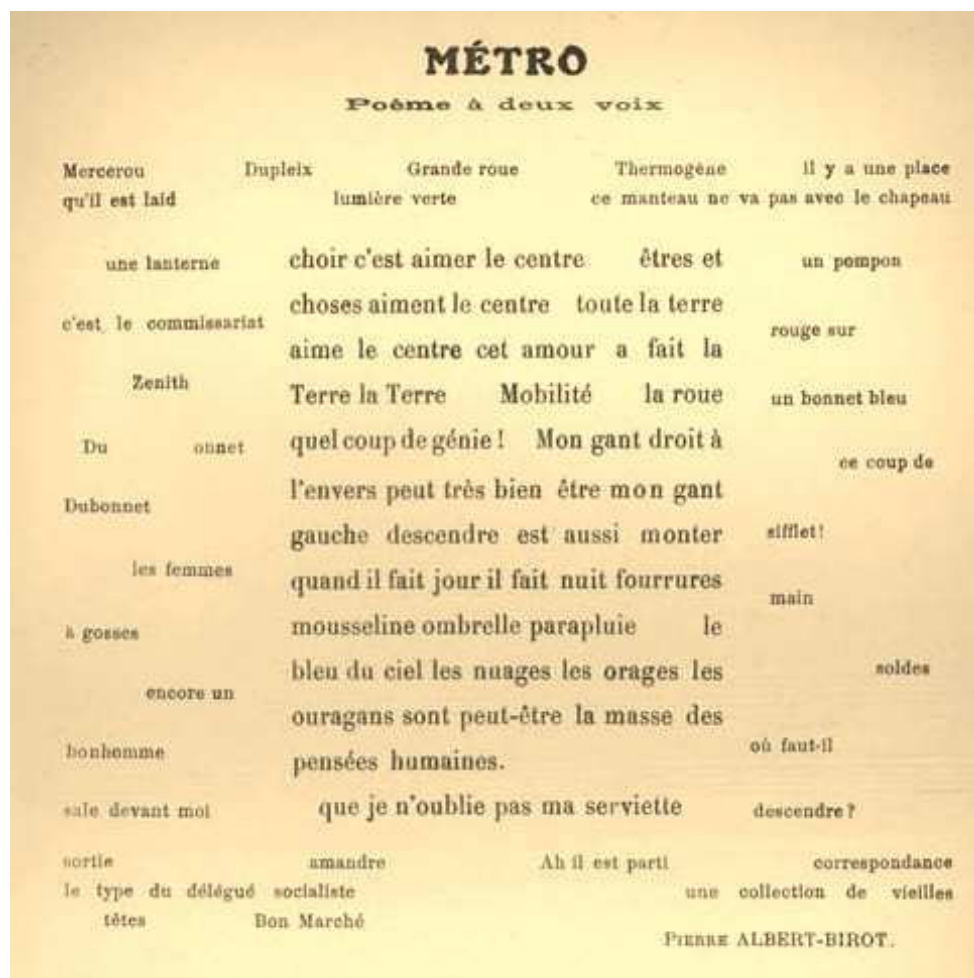 MÉTRO
Poème à deux voix
Mercerou Dupleix Grande roue Thermogène il y a une place
qu'il est laid lumière verte ce manteau ne va pas avec le chapeau
une lanterne
c'est le commissariat
Zenith
Du onnet
Dubonnet
les femmes
à gosses
encore un
bonhomme
sale devant moi
choir c'est aimer le centre êtres et
choses aiment le centre toute la terre
aime le centre cet amour a fait la
Terre la Terre Mobilité la roue
quel coup de génie ! Mon gant droit à
l'envers peut très bien être mon gant
gauche descendre est aussi monter
quand il fait jour il fait nuit fourrures
mousseline ombrelle parapluie le
bleu du ciel les nuages les orages les
ouragans sont peut-être la masse des
pensées humaines.
que je n'oublie pas ma serviette
un pompon
rouge sur
un bonnet bleu
ce coup de
sifflet !
main
soldes
où faut-il
descendre ?
sortie amandre Ah il est parti correspondance
le type du délégué socialiste une collection de vieilles
têtes Bon Marché
PIERRE ALBERT-BIROT.